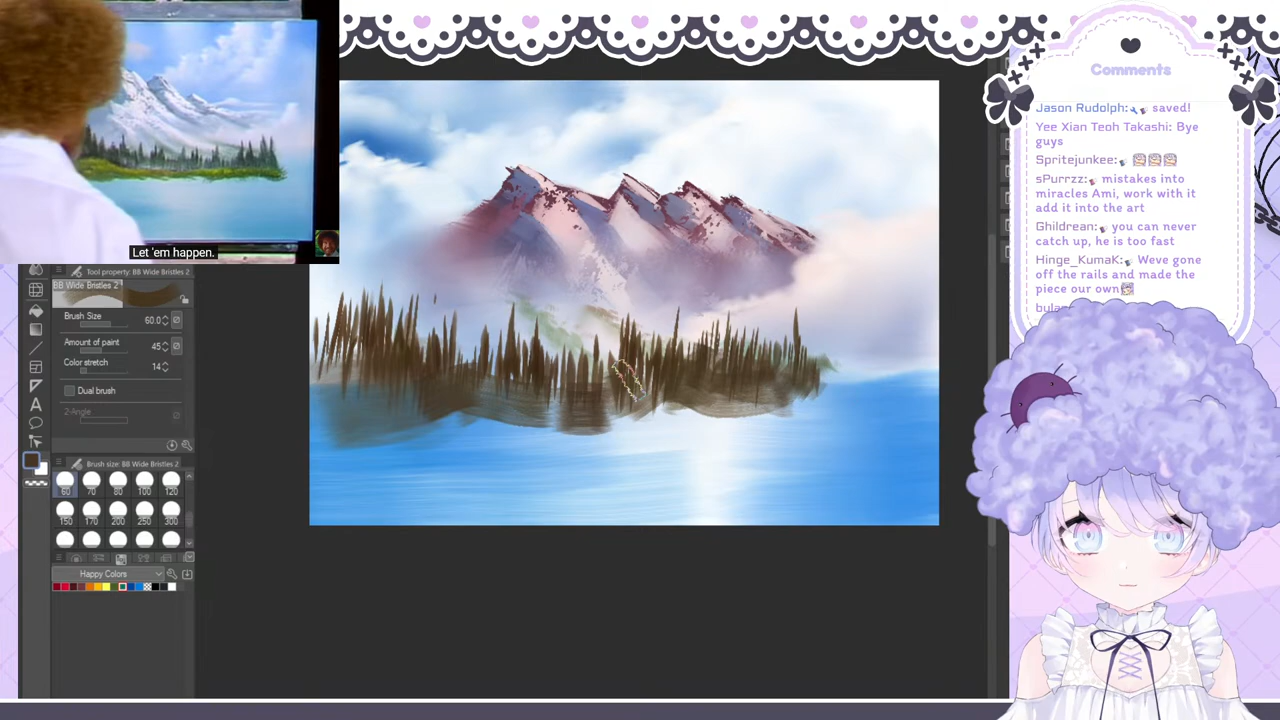 Comments
Jason Rudolph: saved!
Yee Xian Teoh Takashi: Bye
guys
Spritejunkee:
sPurrzz: mistakes into
miracles Ami, work with it
add it into the art
Ghildrean: you can never
catch up, he is too fast
Hinge_KumaK: Weve gone
off the rails and made the
piece our own
Let 'em happen.
Tool property: BB Wide Bristles 2
BB Wide Bristles 2
Brush Size 60.0
Amount of paint 45
Color stretch 14
Dual brush
2-Angle
Brush size: BB Wide Bristles 2
60 70 80 100 120
150 170 200 250 300
Happy Colors